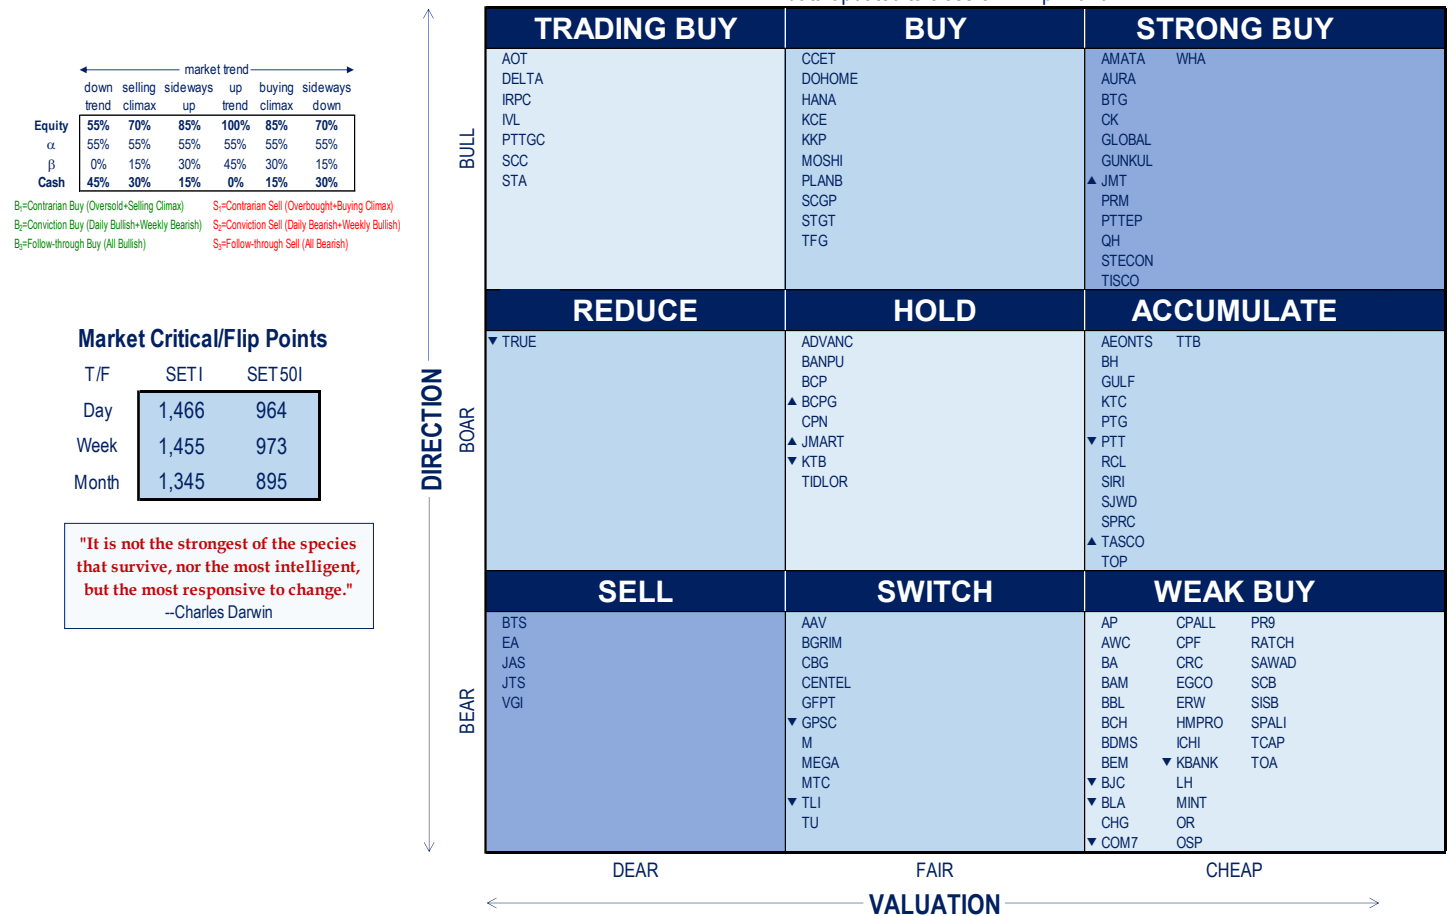 market trend
down selling sideways up buying sideways
trend climax up trend climax down
Equity 55% 70% 85% 100% 85% 70%
α 55% 55% 55% 55% 55% 55%
β 0% 15% 30% 45% 30% 15%
Cash 45% 30% 15% 0% 15% 30%
B₁=Contrarian Buy (Oversold+Selling Climax) S₁=Contrarian Sell (Overbought+Buying Climax)
B₂=Conviction Buy (Daily Bullish+Weekly Bearish) S₂=Conviction Sell (Daily Bearish+Weekly Bullish)
B₃=Follow-through Buy (All Bullish) S₃=Follow-through Sell (All Bearish)
Market Critical/Flip Points
T/F SETI SET50I
Day 1,466 964
Week 1,455 973
Month 1,345 895
"It is not the strongest of the species
that survive, nor the most intelligent,
but the most responsive to change."
--Charles Darwin
DIRECTION
BULL
BOAR
BEAR
TRADING BUY
AOT
DELTA
IRPC
IVL
PTTGC
SCC
STA
BUY
CCET
DOHOME
HANA
KCE
KKP
MOSHI
PLANB
SCGP
STGT
TFG
STRONG BUY
AMATA WHA
AURA
BTG
CK
GLOBAL
GUNKUL
▲ JMT
PRM
PTTEP
QH
STECON
TISCO
REDUCE
▼ TRUE
HOLD
ADVANC
BANPU
BCP
▲ BCPG
CPN
▲ JMART
▼ KTB
TIDLOR
ACCUMULATE
AEONTS TTB
BH
GULF
KTC
PTG
▼ PTT
RCL
SIRI
SJWD
SPRC
▲ TASCO
TOP
SELL
BTS
EA
JAS
JTS
VGI
SWITCH
AAV
BGRIM
CBG
CENTEL
GFPT
▼ GPSC
M
MEGA
MTC
▼ TLI
TU
WEAK BUY
AP CPALL PR9
AWC CPF RATCH
BA CRC SAWAD
BAM EGCO SCB
BBL ERW SISB
BCH HMPRO SPALI
BDMS ICHI TCAP
BEM ▼ KBANK TOA
▼ BJC LH
▼ BLA MINT
CHG OR
▼ COM7 OSP
DEAR FAIR CHEAP
VALUATION